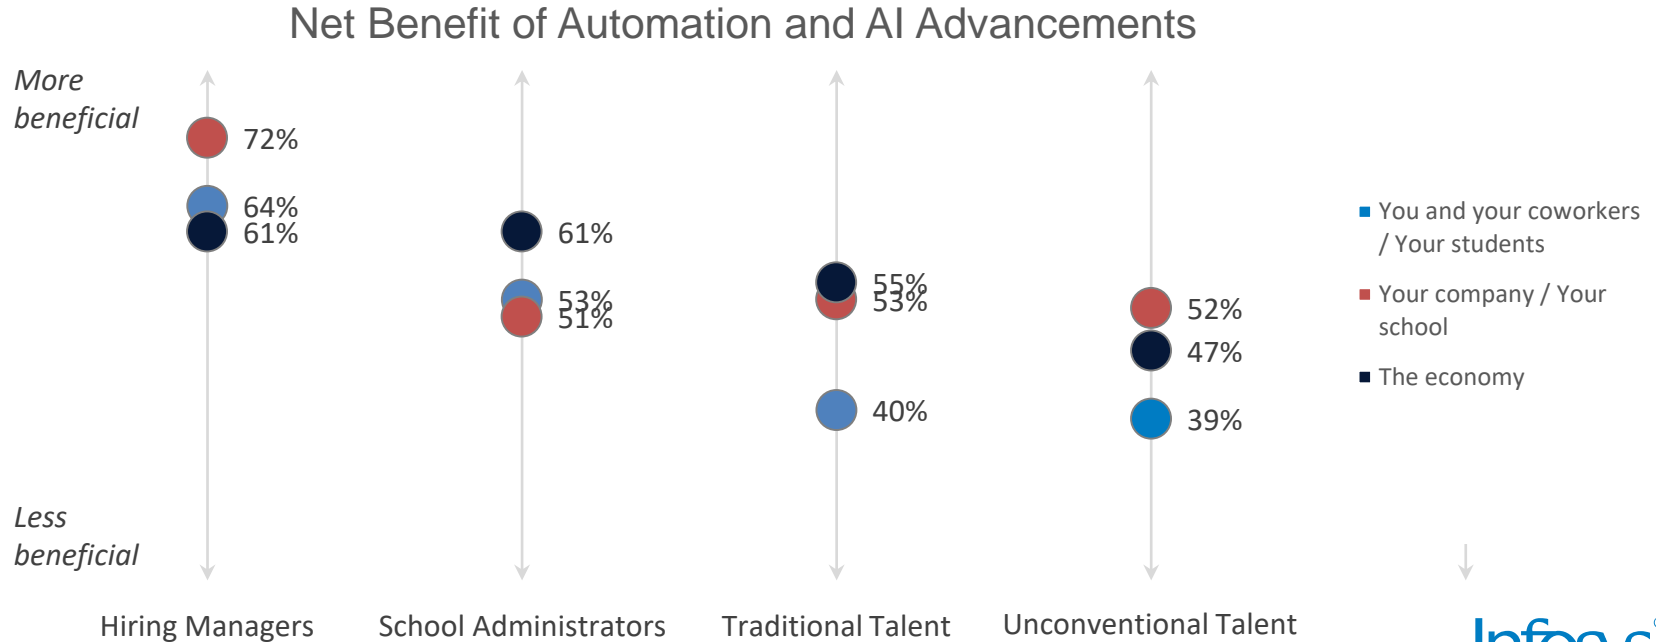 Net Benefit of Automation and AI Advancements
More
beneficial
72%
64%
61%
61%
53%
51%
55%
53%
40%
52%
47%
39%
You and your coworkers
/ Your students
Your company / Your
school
The economy
Less
beneficial
Hiring Managers
School Administrators
Traditional Talent
Unconventional Talent